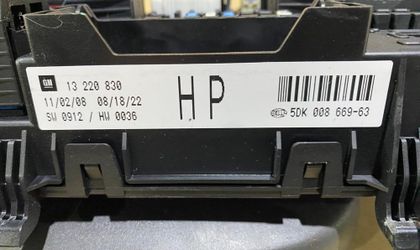 GM 13 220 830
11/02/08 08/18/22
SW 0912 / HW 0036
HP
HELLA 5DK 008 669-63